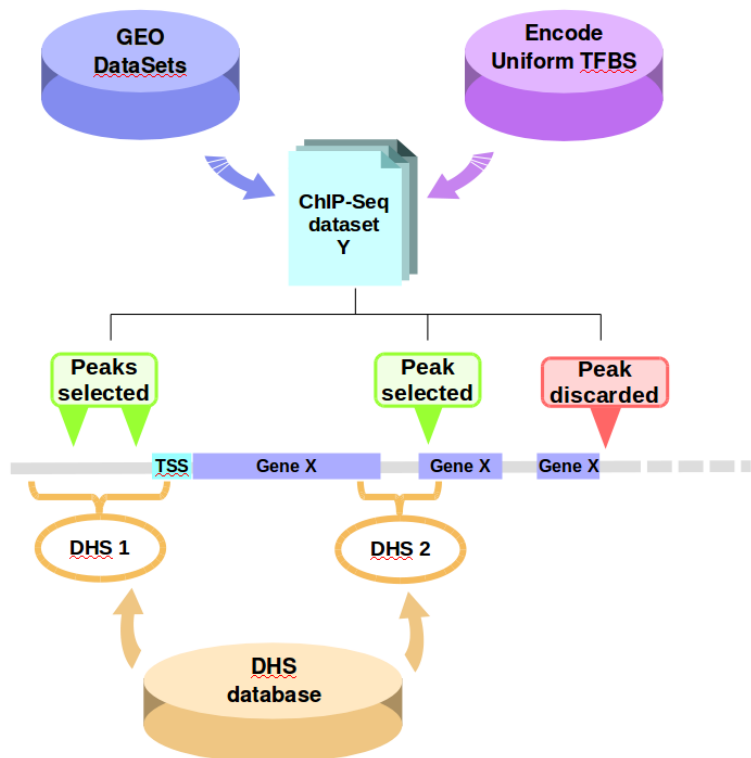 GEO
DataSets
Encode
Uniform TFBS
ChIP-Seq
dataset
Y
Peaks
selected
Peak
selected
Peak
discarded
TSS
Gene X
Gene X
Gene X
DHS 1
DHS 2
DHS
database